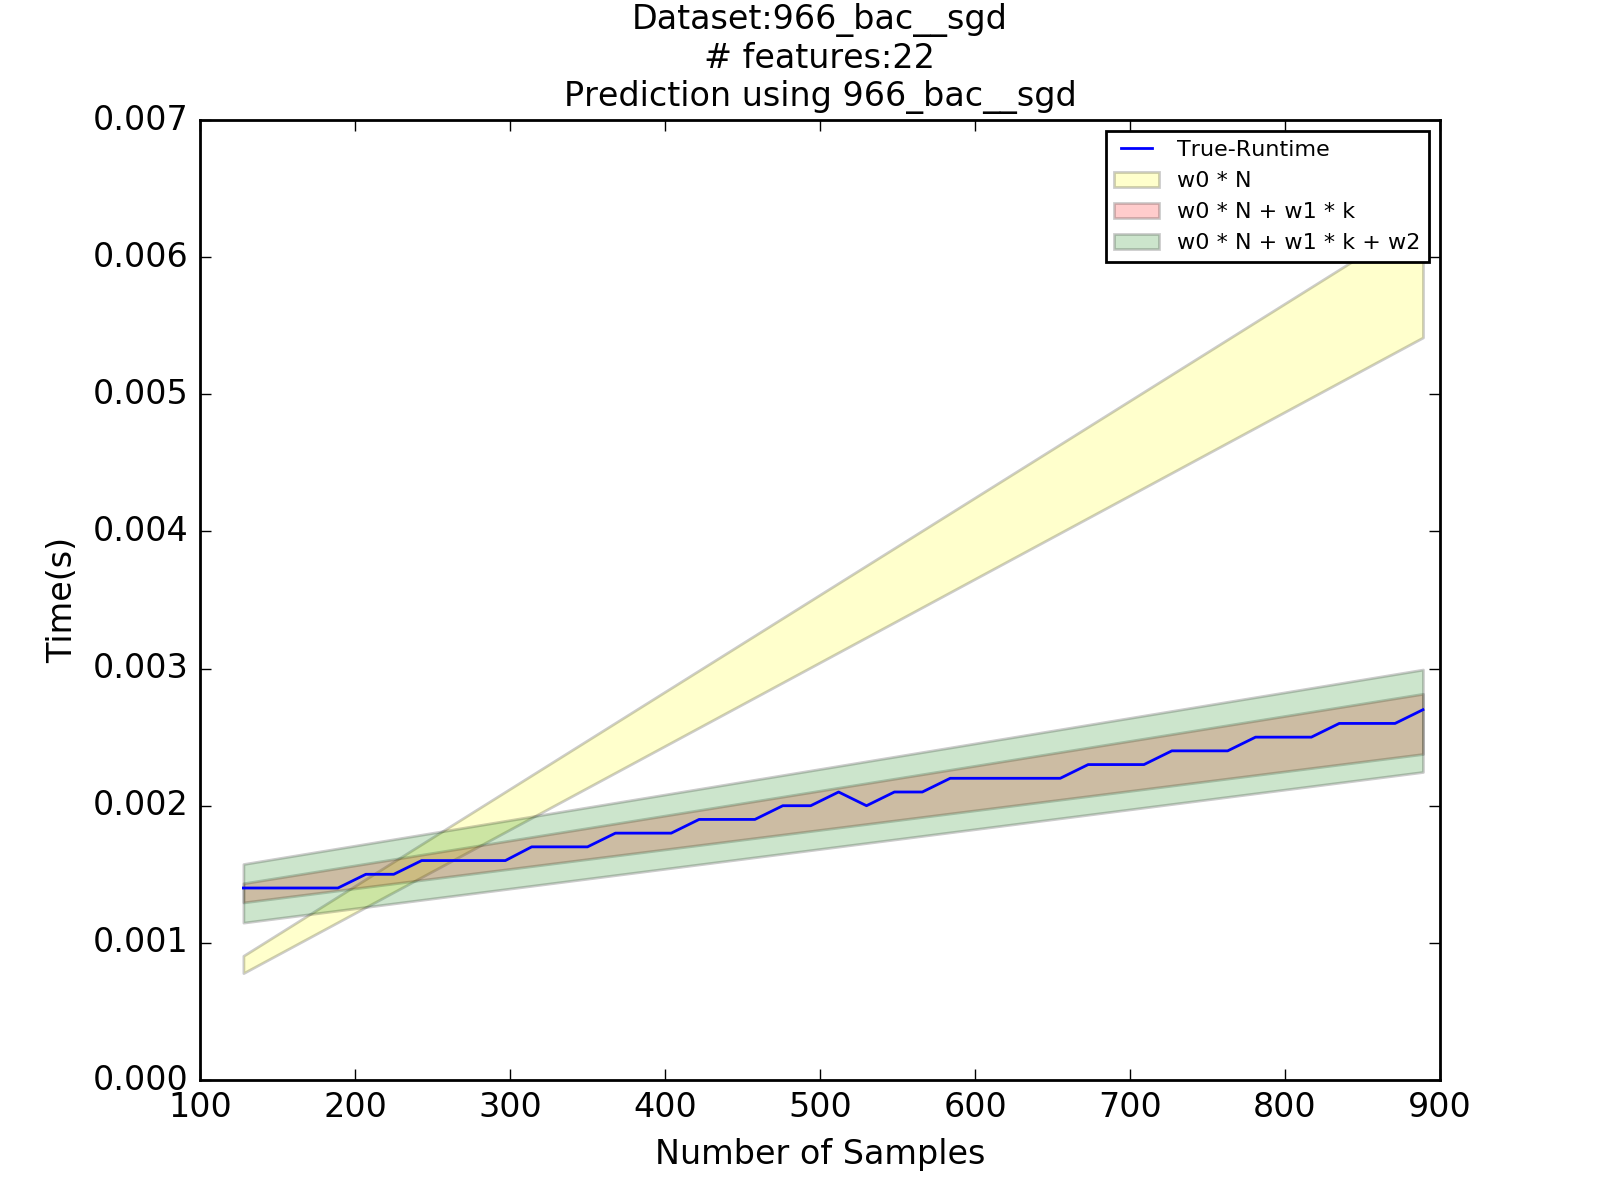 Dataset:966_bac__sgd
# features:22
Prediction using 966_bac__sgd
0.007
0.006
0.005
0.004
0.003
0.002
0.001
0.000
Time(s)
True-Runtime
w0 * N
w0 * N + w1 * k
w0 * N + w1 * k + w2
100 200 300 400 500 600 700 800 900
Number of Samples